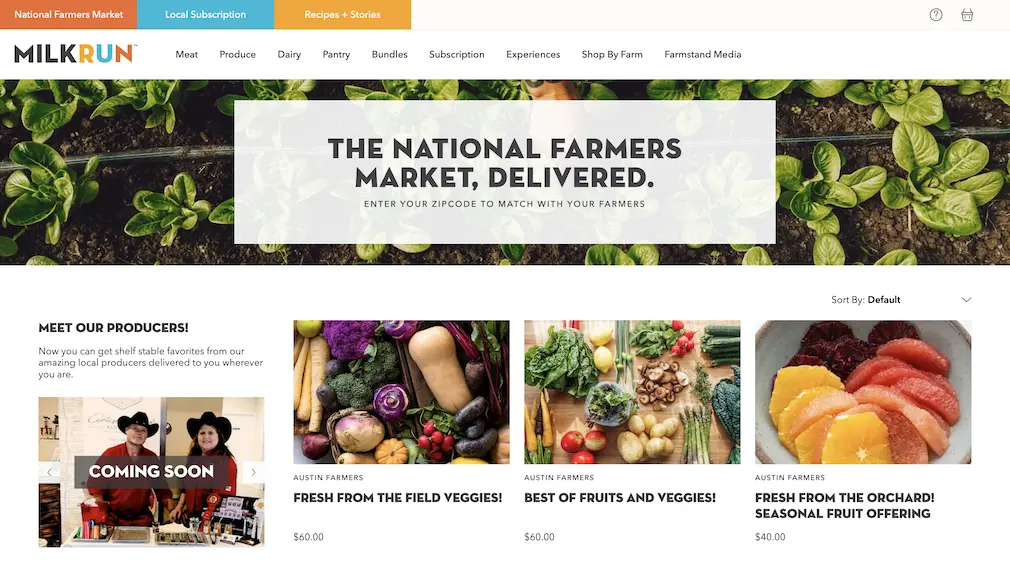 National Farmers Market
Local Subscription
Recipes + Stories
?
MILKRUN™
Meat
Produce
Dairy
Pantry
Bundles
Subscription
Experiences
Shop By Farm
Farmstand Media
THE NATIONAL FARMERS
MARKET, DELIVERED.
ENTER YOUR ZIPCODE TO MATCH WITH YOUR FARMERS
Sort By: Default
MEET OUR PRODUCERS!
Now you can get shelf stable favorites from our
amazing local producers delivered to you wherever
you are.
COMING SOON
AUSTIN FARMERS
FRESH FROM THE FIELD VEGGIES!
$60.00
AUSTIN FARMERS
BEST OF FRUITS AND VEGGIES!
$60.00
AUSTIN FARMERS
FRESH FROM THE ORCHARD!
SEASONAL FRUIT OFFERING
$40.00